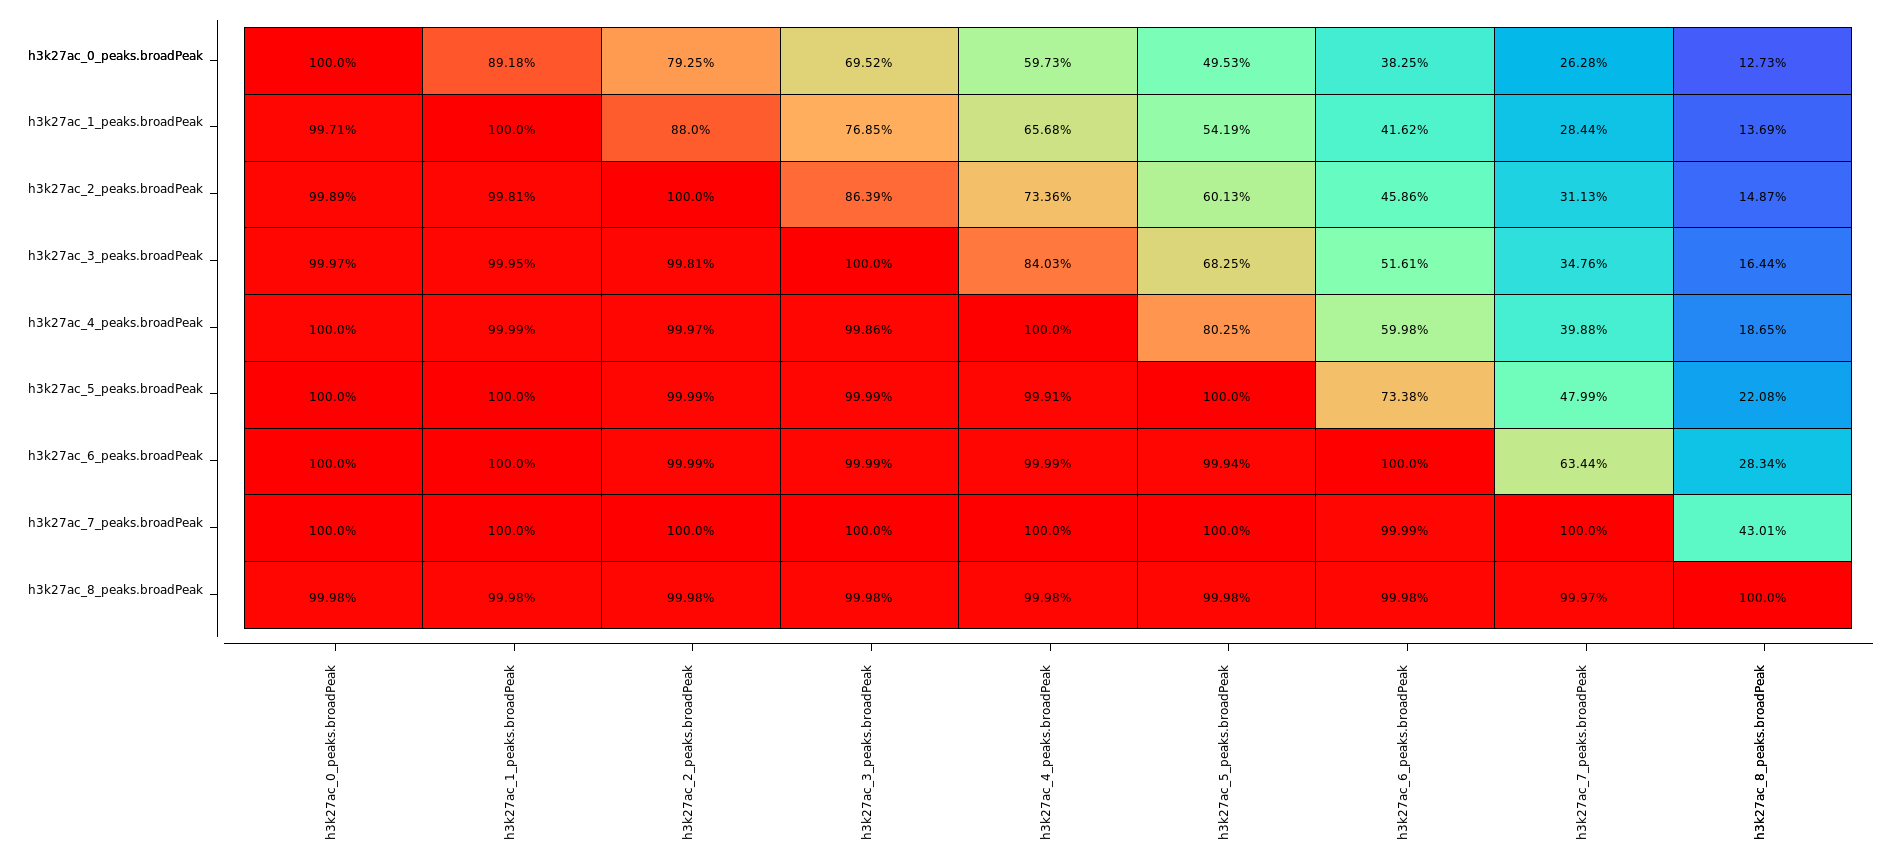 h3k27ac_0_peaks.broadPeak 100.0% 89.18% 79.25% 69.52% 59.73% 49.53% 38.25% 26.28% 12.73%
h3k27ac_1_peaks.broadPeak 99.71% 100.0% 88.0% 76.85% 65.68% 54.19% 41.62% 28.44% 13.69%
h3k27ac_2_peaks.broadPeak 99.89% 99.81% 100.0% 86.39% 73.36% 60.13% 45.86% 31.13% 14.87%
h3k27ac_3_peaks.broadPeak 99.97% 99.95% 99.81% 100.0% 84.03% 68.25% 51.61% 34.76% 16.44%
h3k27ac_4_peaks.broadPeak 100.0% 99.99% 99.97% 99.86% 100.0% 80.25% 59.98% 39.88% 18.65%
h3k27ac_5_peaks.broadPeak 100.0% 100.0% 99.99% 99.99% 99.91% 100.0% 73.38% 47.99% 22.08%
h3k27ac_6_peaks.broadPeak 100.0% 100.0% 99.99% 99.99% 99.99% 99.94% 100.0% 63.44% 28.34%
h3k27ac_7_peaks.broadPeak 100.0% 100.0% 100.0% 100.0% 100.0% 100.0% 99.99% 100.0% 43.01%
h3k27ac_8_peaks.broadPeak 99.98% 99.98% 99.98% 99.98% 99.98% 99.98% 99.98% 99.97% 100.0%
h3k27ac_0_peaks.broadPeak
h3k27ac_1_peaks.broadPeak
h3k27ac_2_peaks.broadPeak
h3k27ac_3_peaks.broadPeak
h3k27ac_4_peaks.broadPeak
h3k27ac_5_peaks.broadPeak
h3k27ac_6_peaks.broadPeak
h3k27ac_7_peaks.broadPeak
h3k27ac_8_peaks.broadPeak